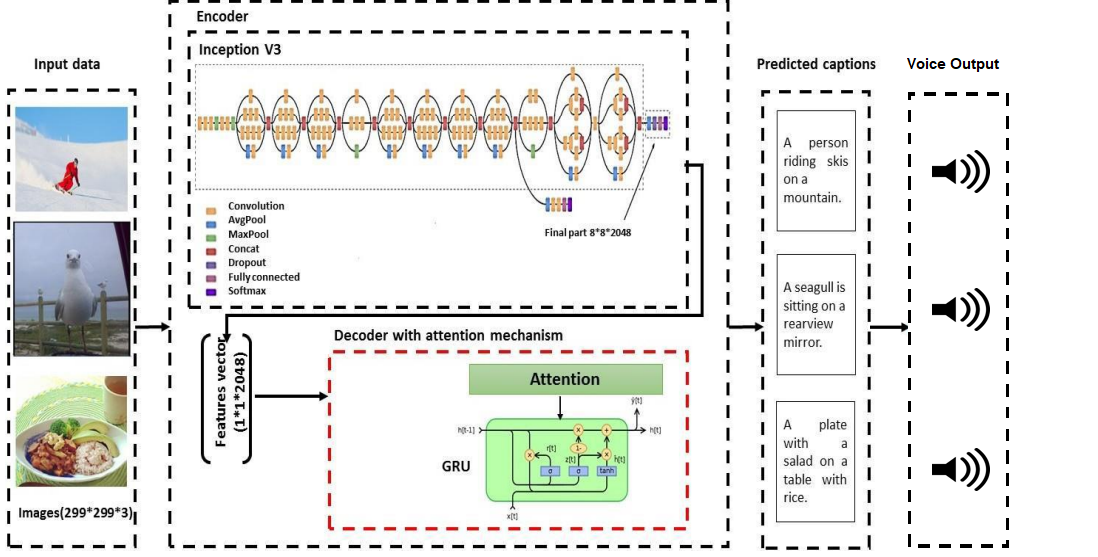 Input data
Images(299*299*3)
Encoder
Inception V3
Convolution
AvgPool
MaxPool
Concat
Dropout
Fully connected
Softmax
Final part 8*8*2048
Features vector
(1*1*2048)
Decoder with attention mechanism
Attention
GRU
h[t-1]
ŷ[t]
h[t]
r[t]
z[t]
1-
x
+
x
x
ĥ[t]
σ
σ
tanh
x[t]
Predicted captions
A person
riding skis
on a
mountain.
A seagull is
sitting on a
rearview
mirror.
A plate
with a
salad on a
table with
rice.
Voice Output